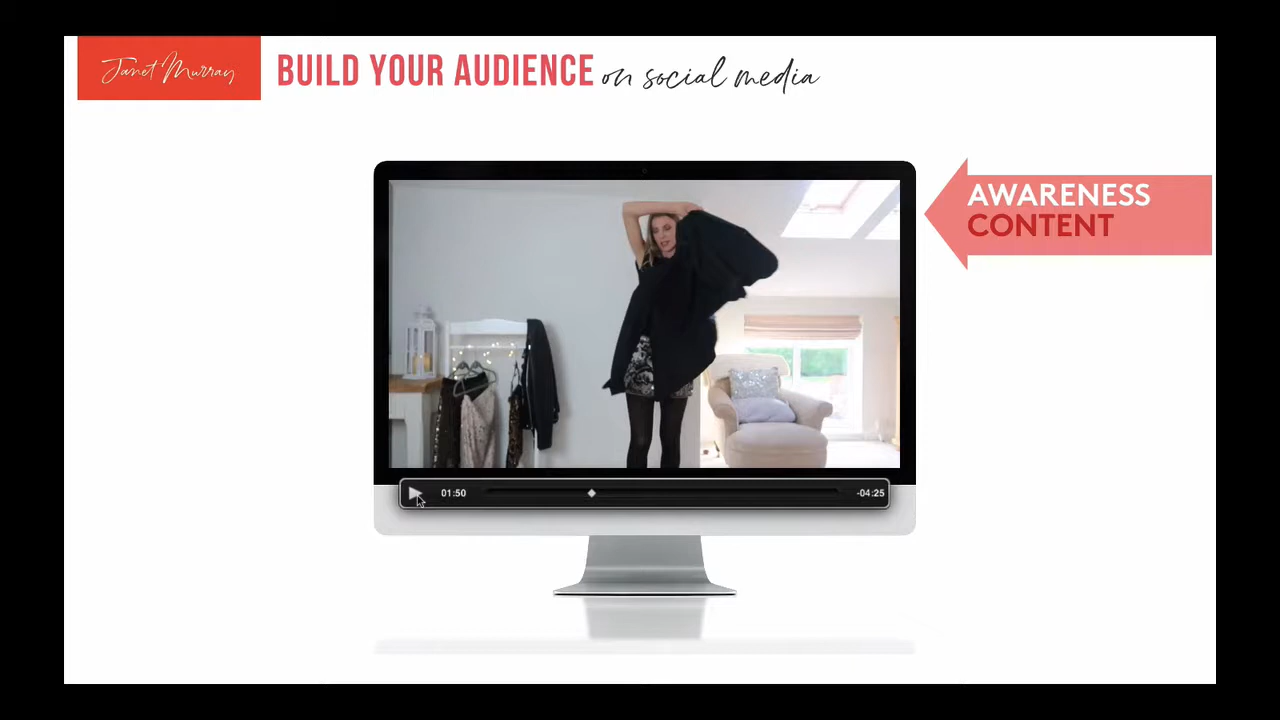 Janet Murray
BUILD YOUR AUDIENCE on social media
AWARENESS
CONTENT
01:50
-04:25